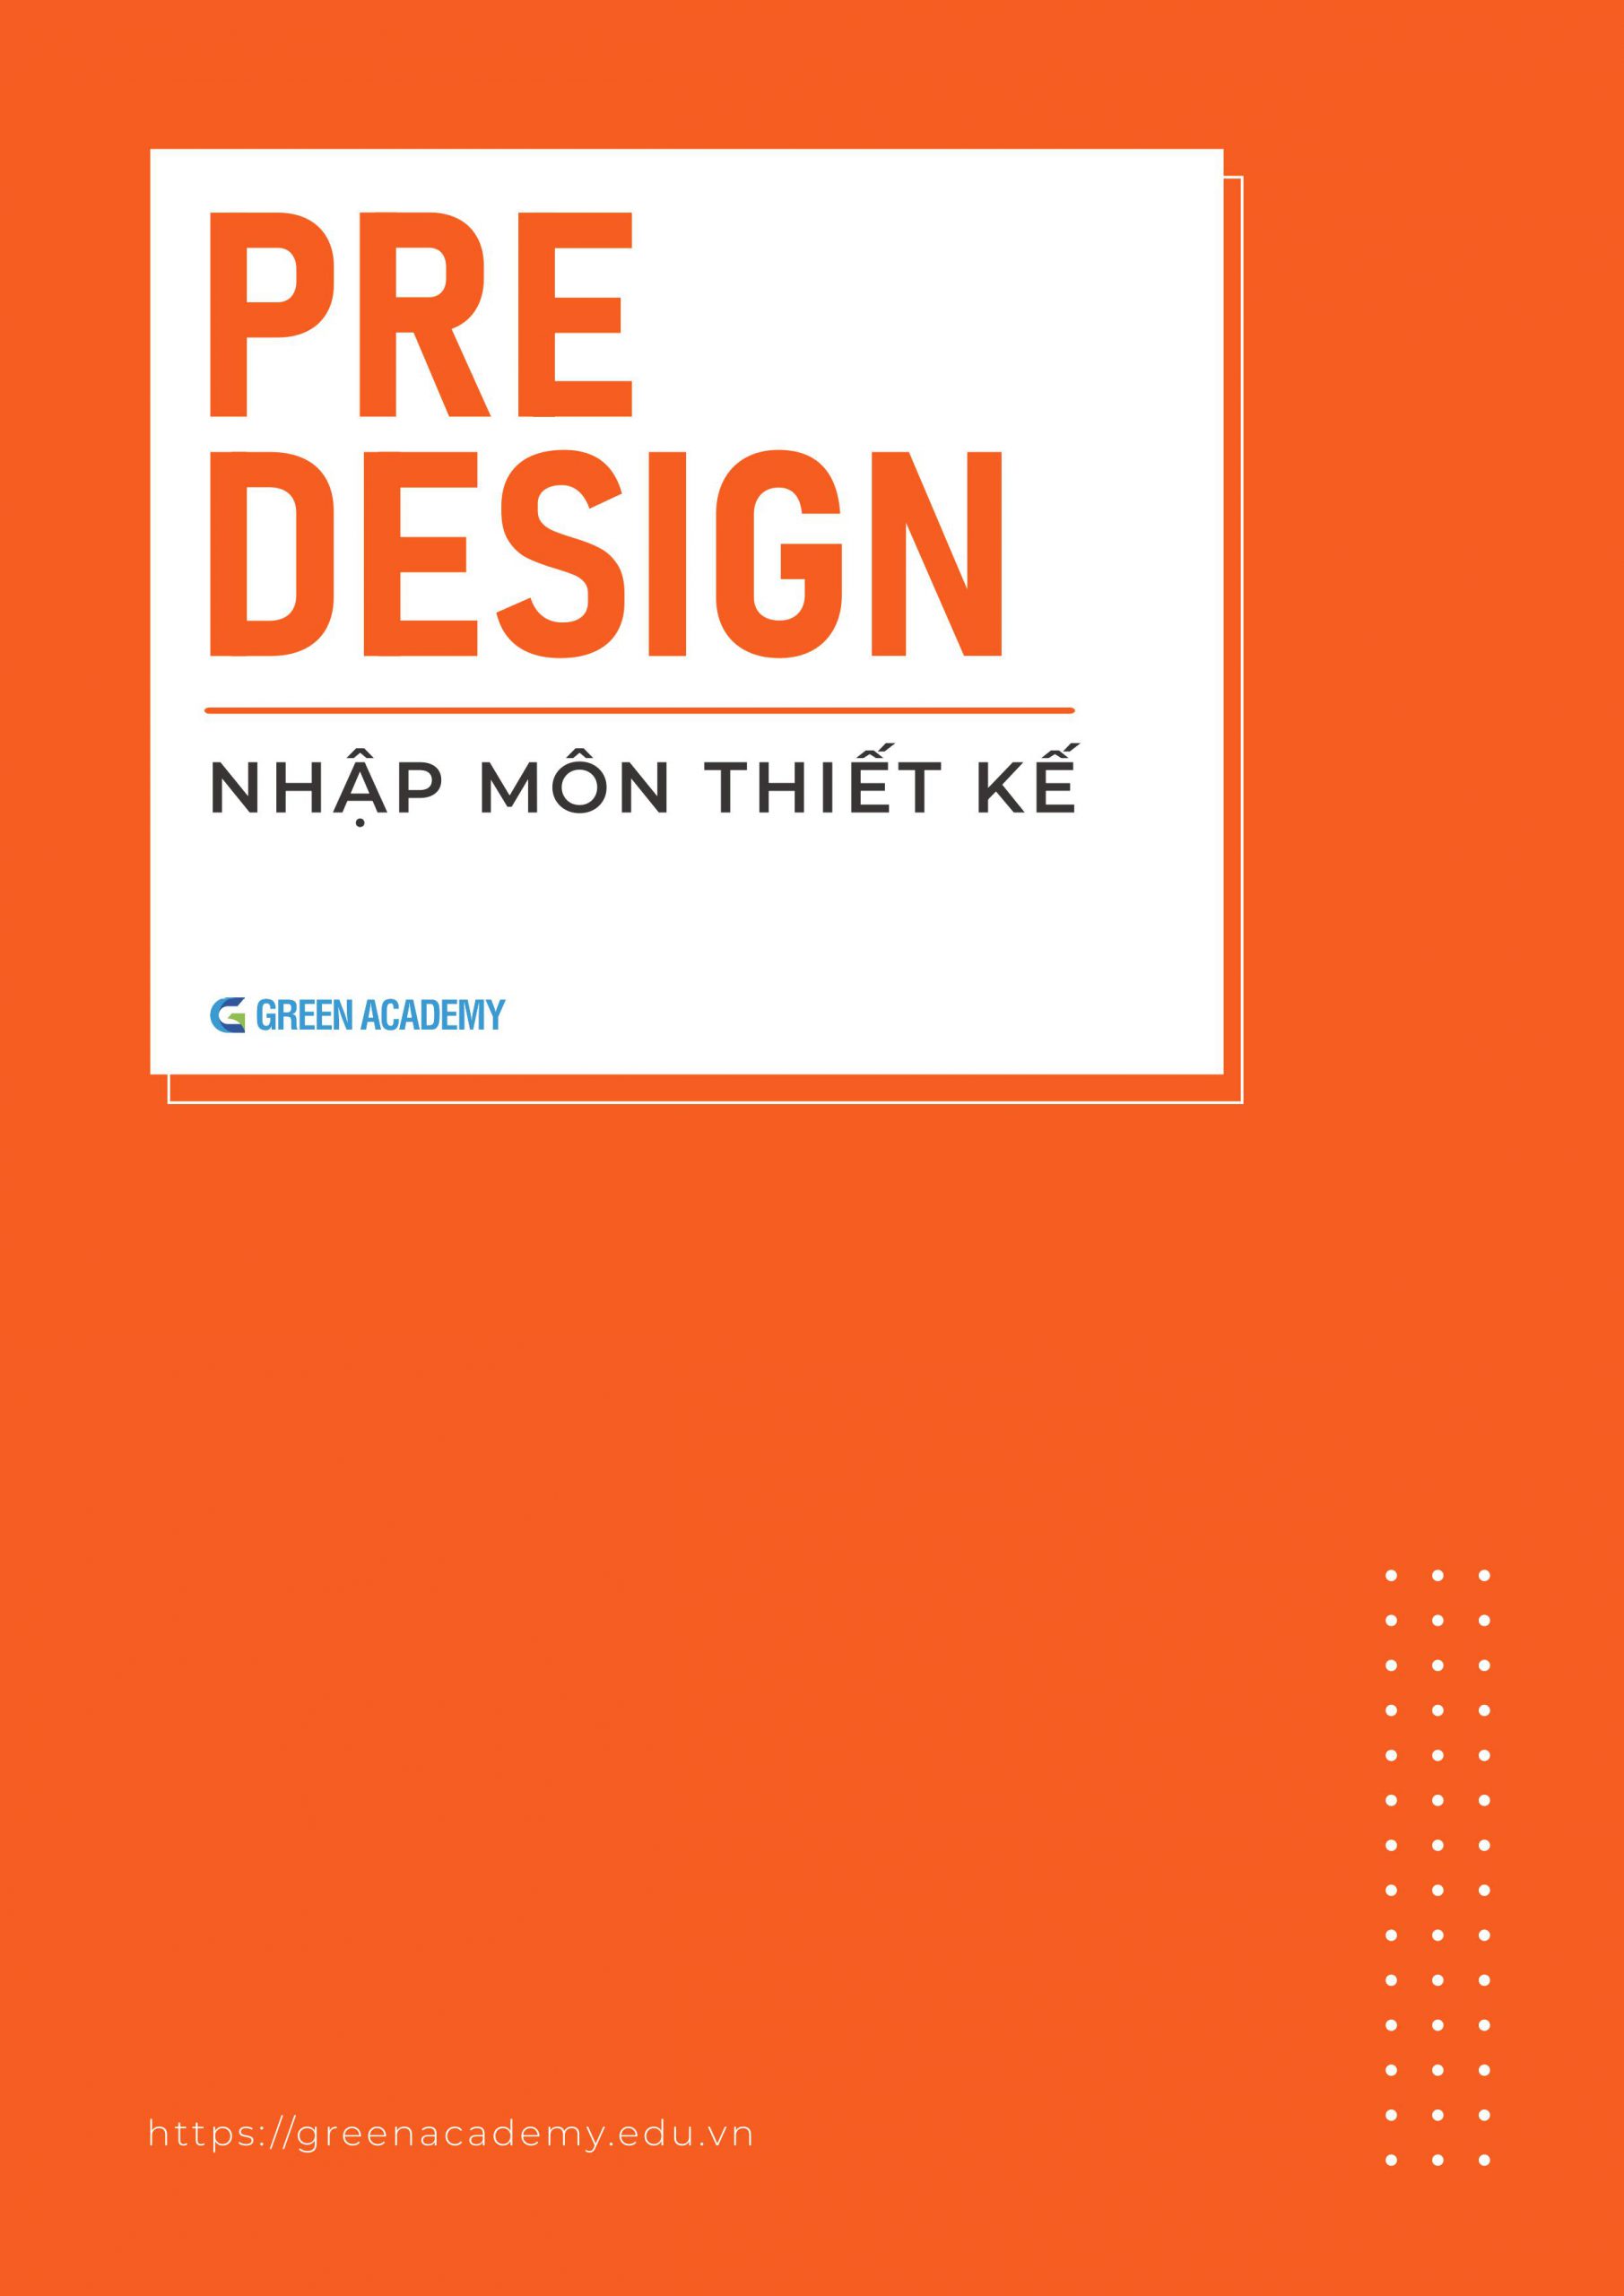 PRE
DESIGN
NHẬP MÔN THIẾT KẾ
GREEN ACADEMY
https://greenacademy.edu.vn